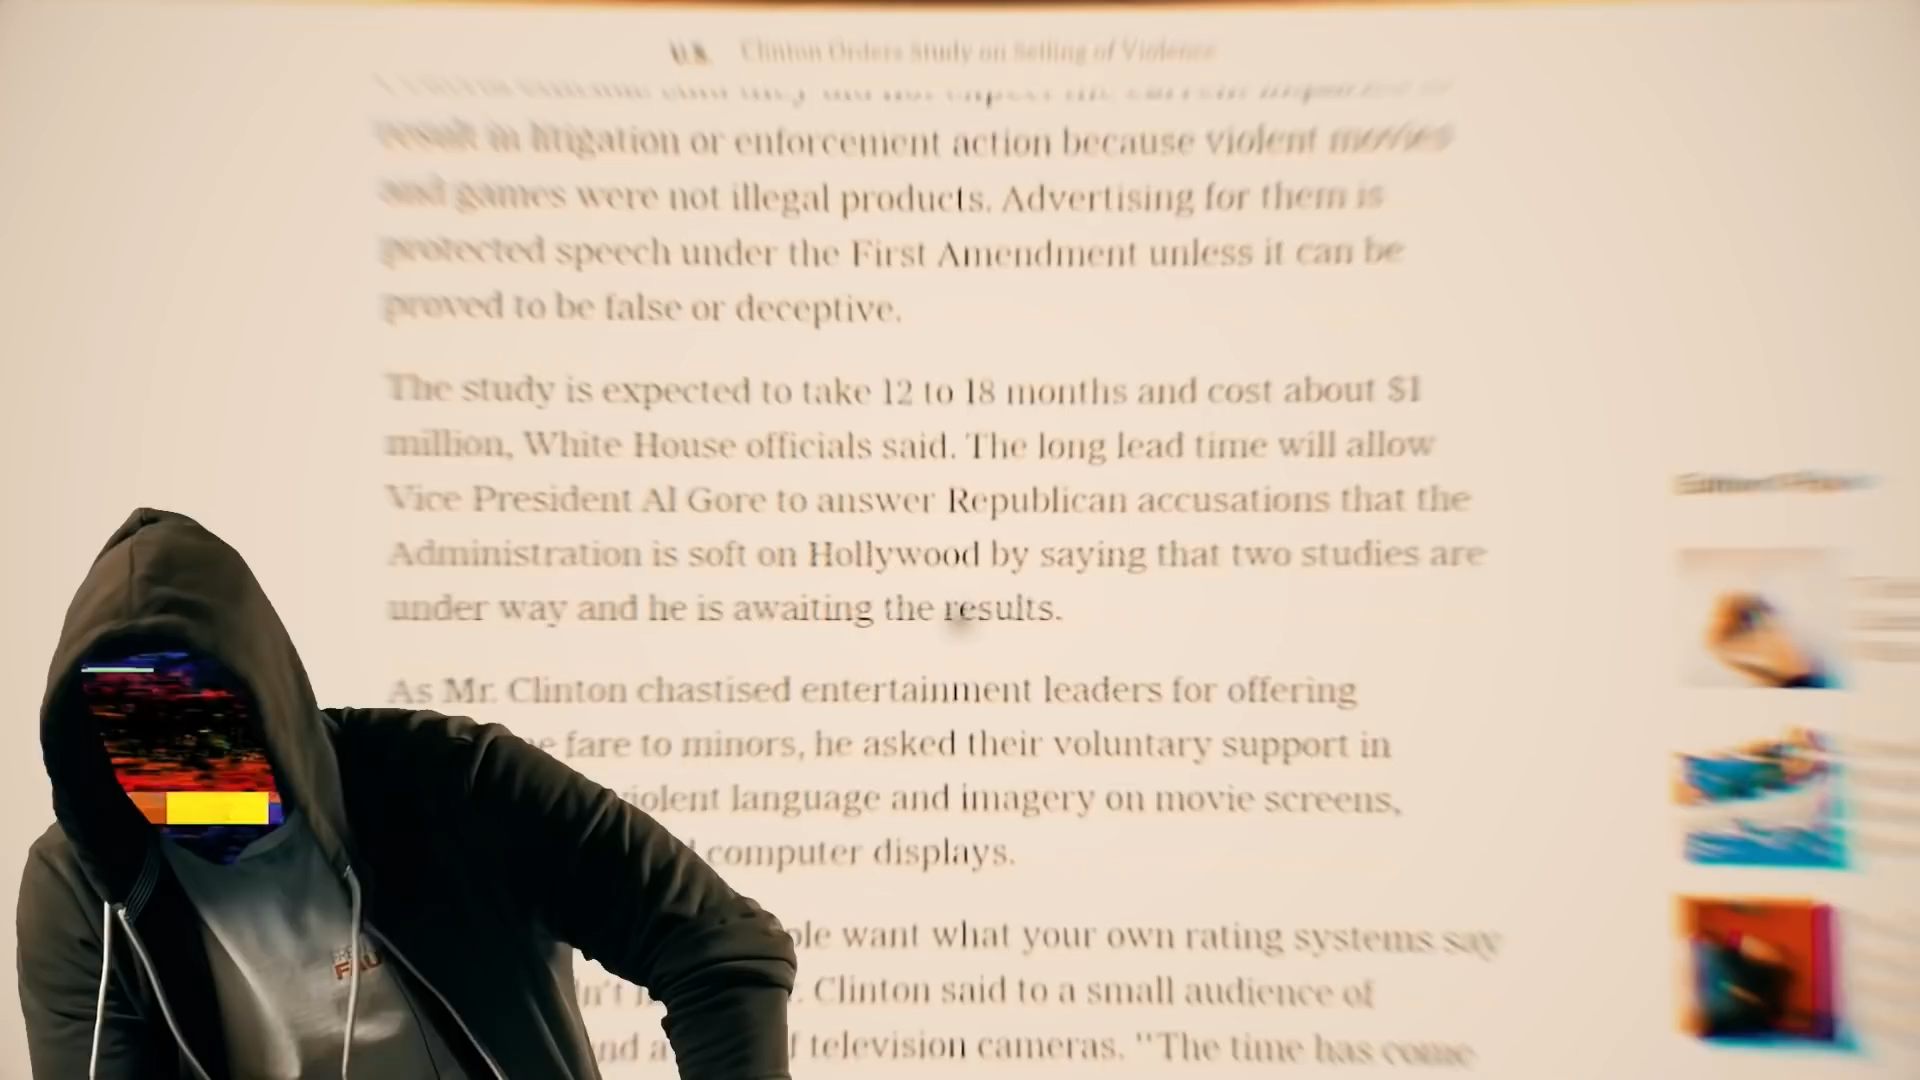 U.S. Clinton Orders Study on Selling of Violence
result in litigation or enforcement action because violent movies
and games were not illegal products. Advertising for them is
protected speech under the First Amendment unless it can be
proved to be false or deceptive.
The study is expected to take 12 to 18 months and cost about $1
million, White House officials said. The long lead time will allow
Vice President Al Gore to answer Republican accusations that the
Administration is soft on Hollywood by saying that two studies are
under way and he is awaiting the results.
As Mr. Clinton chastised entertainment leaders for offering
fare to minors, he asked their voluntary support in
violent language and imagery on movie screens,
computer displays.
want what your own rating systems say
Clinton said to a small audience of
television cameras. "The time has come